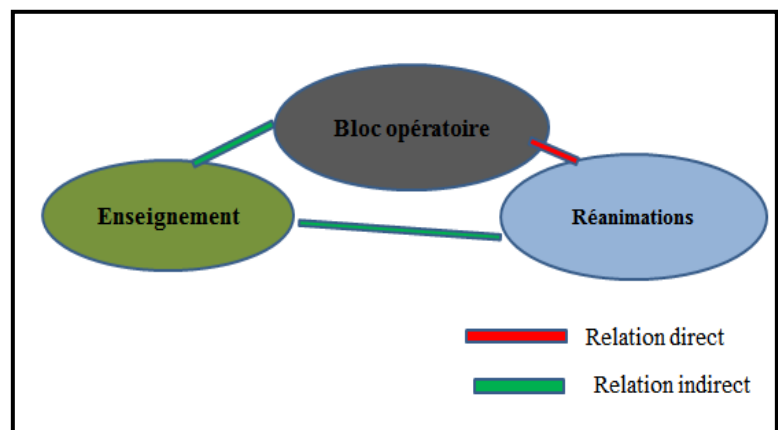 Bloc opératoire
Enseignement
Réanimations
Relation direct
Relation indirect